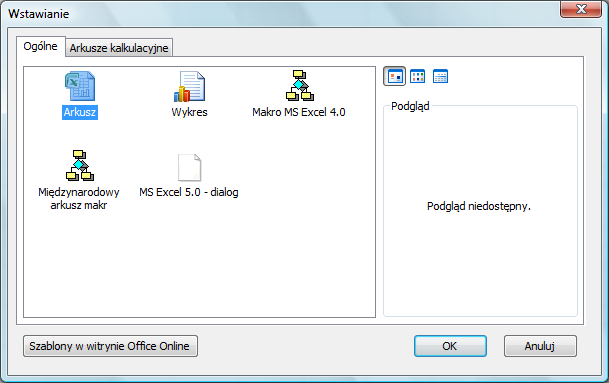 Wstawianie
Ogólne
Arkusze kalkulacyjne
Arkusz
Wykres
Makro MS Excel 4.0
Międzynarodowy
arkusz makr
MS Excel 5.0 - dialog
Podgląd
Podgląd niedostępny.
Szablony w witrynie Office Online
OK
Anuluj